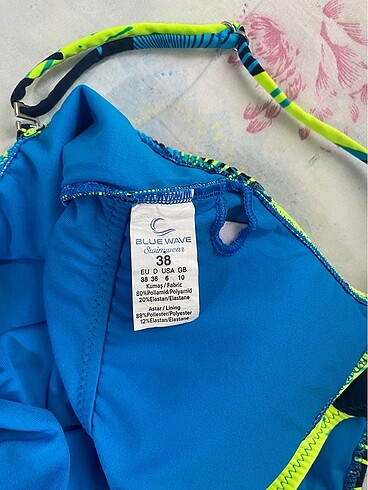 BLUE WAVE
Swimwear
38
EU D USA GB
38 36 6 10
Kumaş / Fabric
80%Poliamid/Polyamid
20%Elastan/Elastane
Astar / Lining
88%Poliester/Polyester
12%Elastan/Elastane